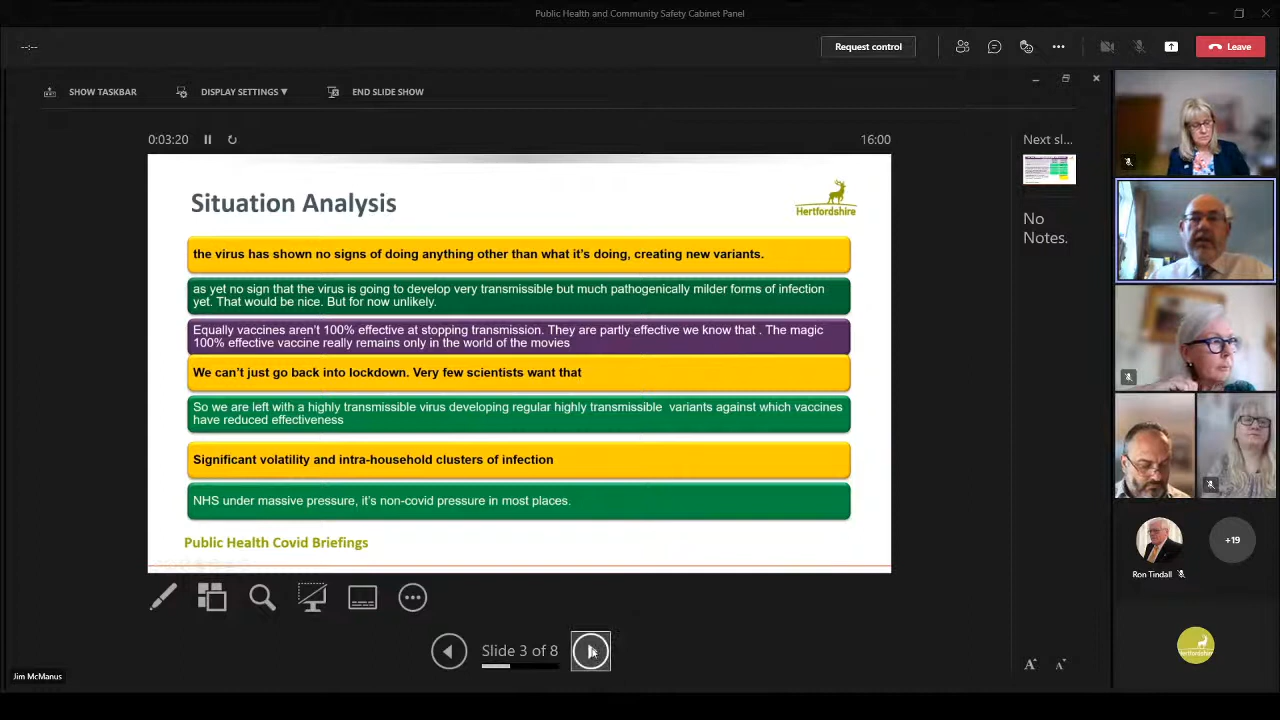 Public Health and Community Safety Cabinet Panel
--:--
Request control
Leave
SHOW TASKBAR
DISPLAY SETTINGS ▼
END SLIDE SHOW
0:03:20
16:00
Next sl...
No
Notes.
Situation Analysis
Hertfordshire
the virus has shown no signs of doing anything other than what it's doing, creating new variants.
as yet no sign that the virus is going to develop very transmissible but much pathogenically milder forms of infection
yet. That would be nice. But for now unlikely.
Equally vaccines aren't 100% effective at stopping transmission. They are partly effective we know that . The magic
100% effective vaccine really remains only in the world of the movies
We can't just go back into lockdown. Very few scientists want that
So we are left with a highly transmissible virus developing regular highly transmissible variants against which vaccines
have reduced effectiveness
Significant volatility and intra-household clusters of infection
NHS under massive pressure, it's non-covid pressure in most places.
Public Health Covid Briefings
Slide 3 of 8
A A
Jim McManus
+19
Ron Tindall
Hertfordshire